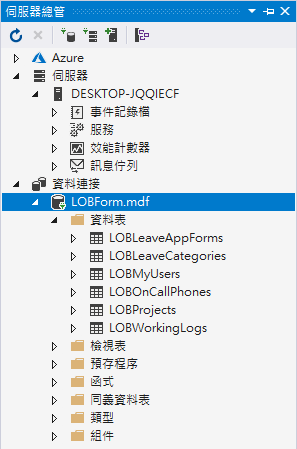 伺服器總管
Azure
伺服器
DESKTOP-JQQIECF
事件記錄檔
服務
效能計數器
訊息佇列
資料連接
LOBForm.mdf
資料表
LOBLeaveAppForms
LOBLeaveCategories
LOBMyUsers
LOBOnCallPhones
LOBProjects
LOBWorkingLogs
檢視表
預存程序
函式
同義資料表
類型
組件